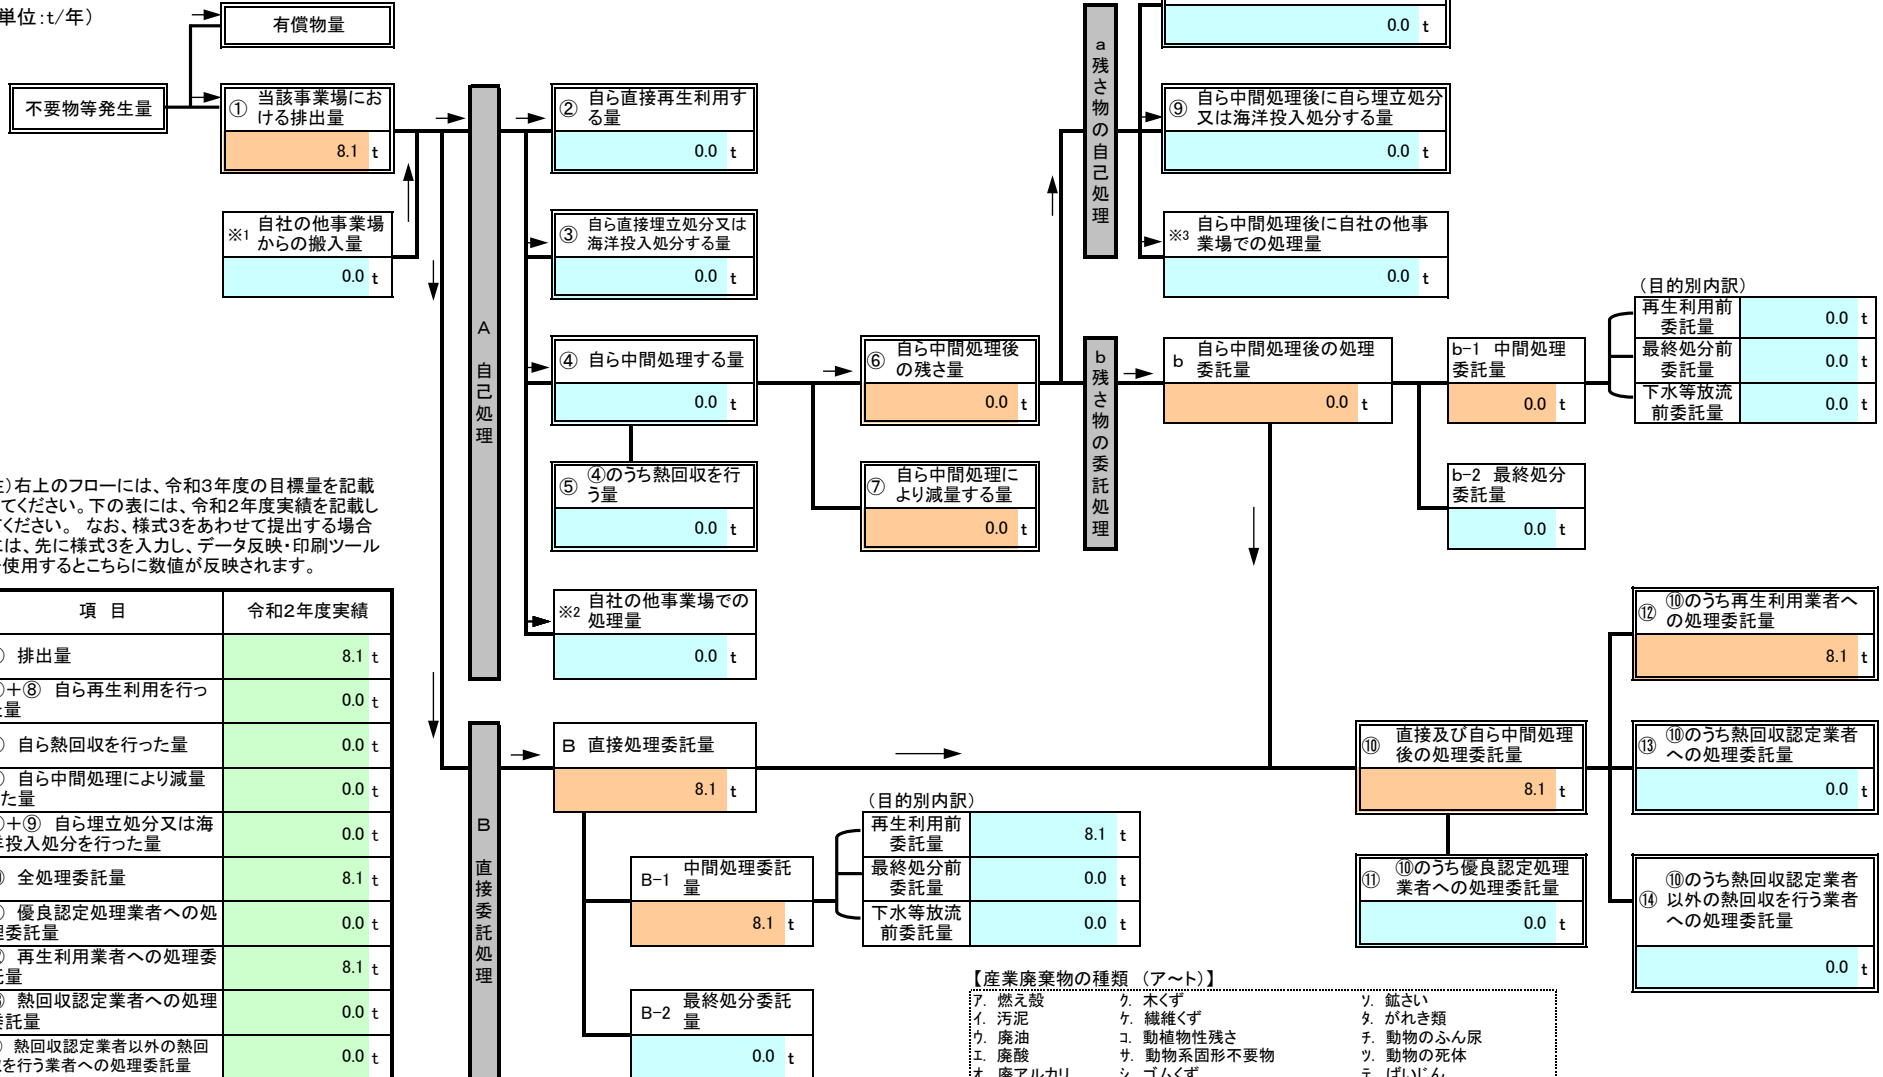 単位:t/年）
有償物量
不要物等発生量
① 当該事業場にお
ける排出量
8.1 t
※1 自社の他事業場
からの搬入量
0.0 t
A 自己処理
② 自ら直接再生利用す
る量
0.0 t
③ 自ら直接埋立処分又は
海洋投入処分する量
0.0 t
④ 自ら中間処理する量
0.0 t
⑤ ④のうち熱回収を行
う量
0.0 t
※2 自社の他事業場での
処理量
0.0 t
⑥ 自ら中間処理後
の残さ量
0.0 t
⑦ 自ら中間処理に
より減量する量
0.0 t
a 残さ物の自己処理
0.0 t
⑨ 自ら中間処理後に自ら埋立処分
又は海洋投入処分する量
0.0 t
※3 自ら中間処理後に自社の他事
業場での処理量
0.0 t
b 残さ物の委託処理
b 自ら中間処理後の処理
委託量
0.0 t
b-1 中間処理
委託量
0.0 t
（目的別内訳）
再生利用前
委託量
0.0 t
最終処分前
委託量
0.0 t
下水等放流
前委託量
0.0 t
b-2 最終処分
委託量
0.0 t
）右上のフローには、令和3年度の目標量を記載
てください。下の表には、令和2年度実績を記載し
ください。 なお、様式3をあわせて提出する場合
は、先に様式3を入力し、データ反映・印刷ツール
使用するとこちらに数値が反映されます。
項 目 令和2年度実績
排出量 8.1 t
＋⑧ 自ら再生利用を行っ
量 0.0 t
自ら熱回収を行った量 0.0 t
自ら中間処理により減量
た量 0.0 t
＋⑨ 自ら埋立処分又は海
投入処分を行った量 0.0 t
全処理委託量 8.1 t
優良認定処理業者への処
委託量 0.0 t
再生利用業者への処理委
量 8.1 t
熱回収認定業者への処理
託量 0.0 t
熱回収認定業者以外の熱回
を行う業者への処理委託量 0.0 t
B 直接委託処理
B 直接処理委託量
8.1 t
B-1 中間処理委託
量
8.1 t
（目的別内訳）
再生利用前
委託量
8.1 t
最終処分前
委託量
0.0 t
下水等放流
前委託量
0.0 t
B-2 最終処分委託
量
0.0 t
⑩ 直接及び自ら中間処理
後の処理委託量
8.1 t
⑪ ⑩のうち優良認定処理
業者への処理委託量
0.0 t
⑫ ⑩のうち再生利用業者へ
の処理委託量
8.1 t
⑬ ⑩のうち熱回収認定業者
への処理委託量
0.0 t
⑭ ⑩のうち熱回収認定業者
以外の熱回収を行う業者
への処理委託量
0.0 t
【産業廃棄物の種類 （ア～ト）】
ア. 燃え殻 ク. 木くず ソ. 鉱さい
イ. 汚泥 ケ. 繊維くず タ. がれき類
ウ. 廃油 コ. 動植物性残さ チ. 動物のふん尿
エ. 廃酸 サ. 動物系固形不要物 ツ. 動物の死体
オ. 廃アルカリ シ. ゴムくず テ. ばいじん